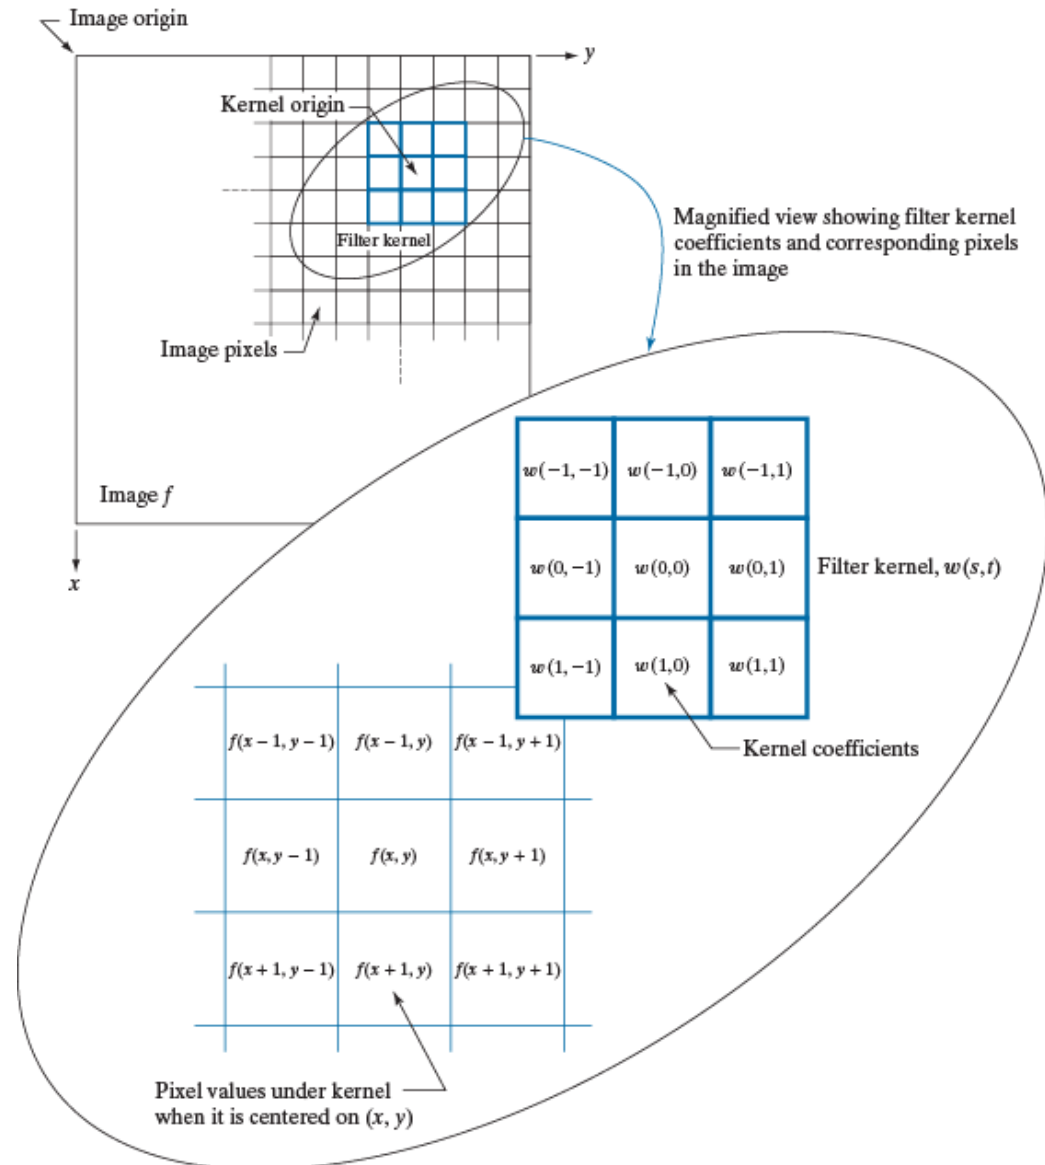 Image origin
y
Kernel origin
Magnified view showing filter kernel
coefficients and corresponding pixels
in the image
Filter kernel
Image pixels
Image f
x
w(−1, −1) w(−1,0) w(−1,1)
w(0, −1) w(0,0) w(0,1) Filter kernel, w(s,t)
w(1, −1) w(1,0) w(1,1)
f(x − 1, y − 1) f(x − 1, y) f(x − 1, y + 1)
Kernel coefficients
f(x, y − 1) f(x, y) f(x, y + 1)
f(x + 1, y − 1) f(x + 1, y) f(x + 1, y + 1)
Pixel values under kernel
when it is centered on (x, y)